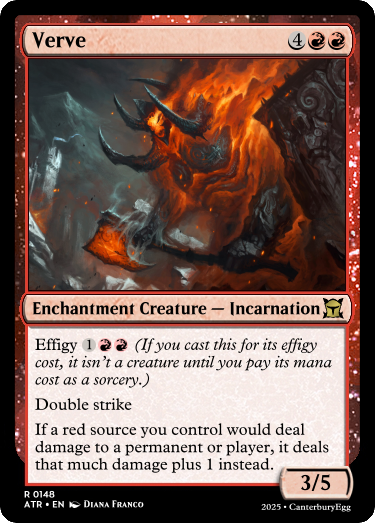 Verve 4
Enchantment Creature — Incarnation
Effigy 1 (If you cast this for its effigy
cost, it isn't a creature until you pay its mana
cost as a sorcery.)
Double strike
If a red source you control would deal
damage to a permanent or player, it deals
that much damage plus 1 instead.
3/5
R 0148
ATR • EN Diana Franco
2025 • CanterburyEgg